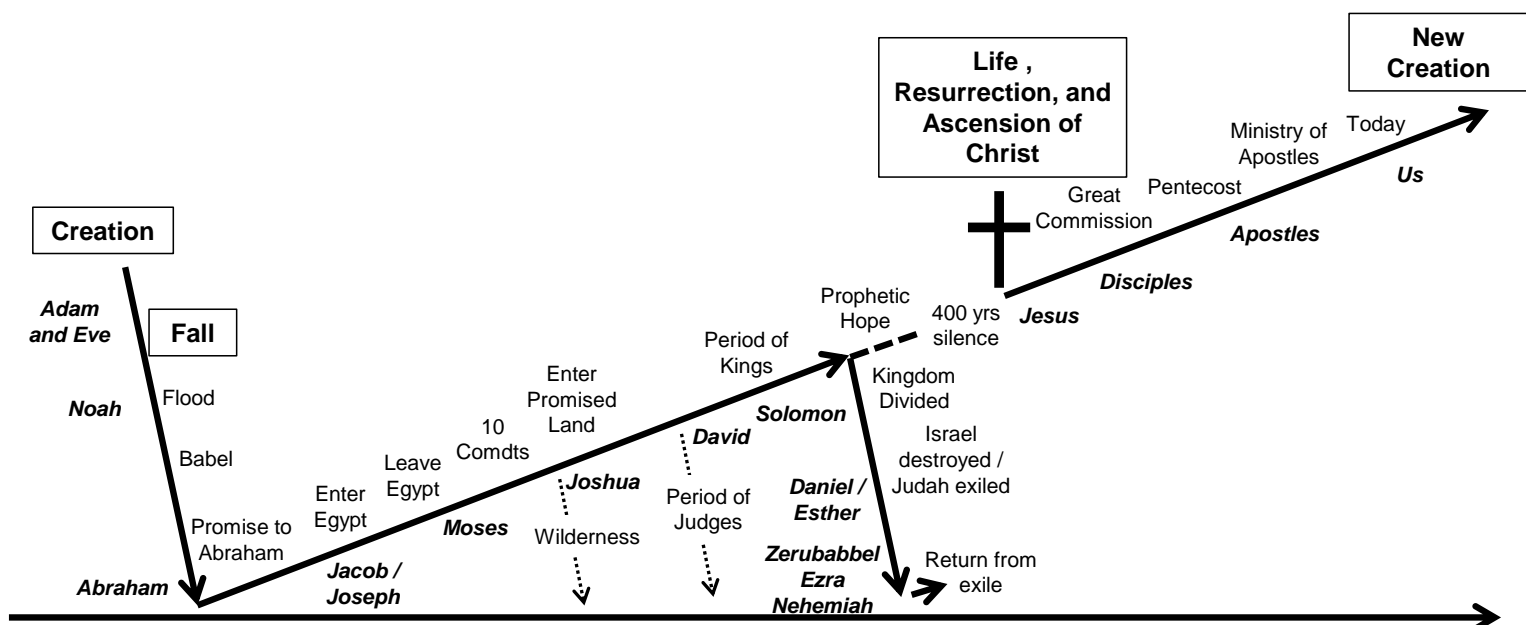 Creation
Adam
and Eve
Fall
Noah
Flood
Babel
Promise to
Abraham
Abraham
Enter
Egypt
Jacob /
Joseph
Leave
Egypt
Moses
10
Comdts
Enter
Promised
Land
Joshua
Wilderness
Period of
Kings
David
Period of
Judges
Solomon
Prophetic
Hope
400 yrs
silence
Kingdom
Divided
Israel
destroyed /
Judah exiled
Daniel /
Esther
Zerubabbel
Ezra
Nehemiah
Return from
exile
Life ,
Resurrection, and
Ascension of
Christ
Jesus
Great
Commission
Disciples
Pentecost
Apostles
Ministry of
Apostles
Today
Us
New
Creation